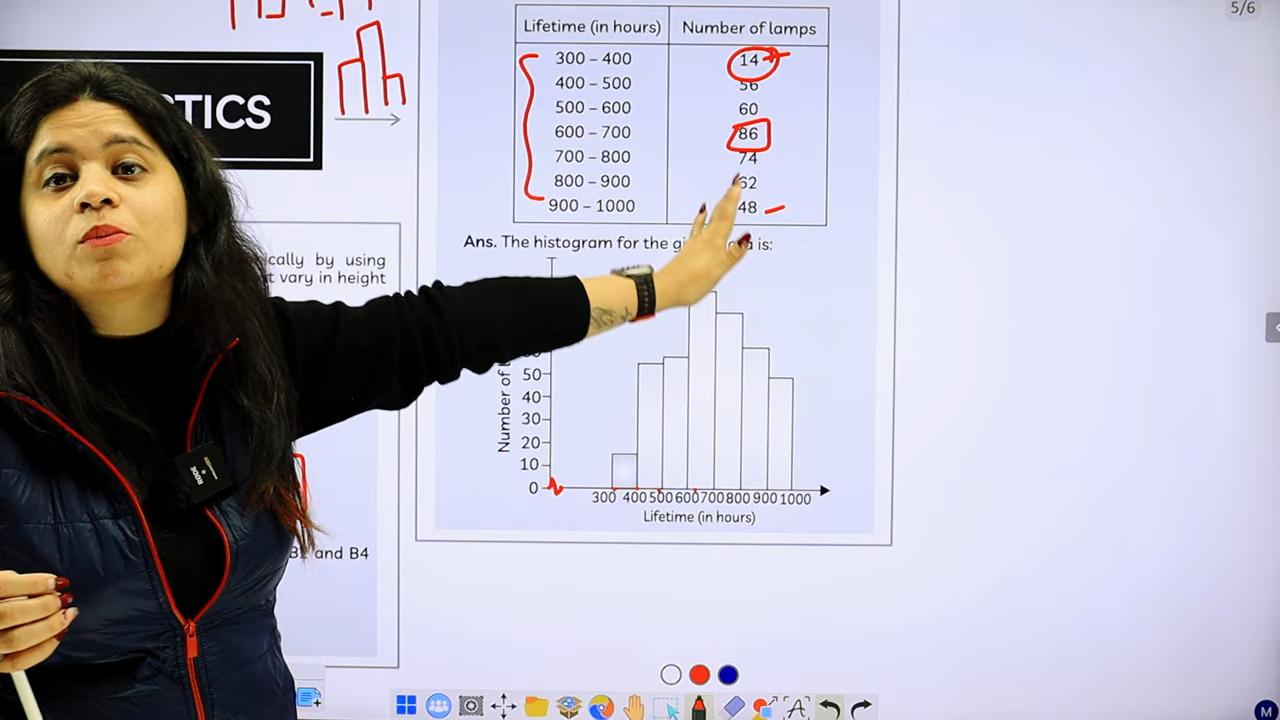 5/6
TICS
Lifetime (in hours) Number of lamps
300 – 400 14
400 – 500 56
500 – 600 60
600 – 700 86
700 – 800 74
800 – 900 62
900 – 1000 48
Ans. The histogram for the is:
cally by using
vary in height
50
40
30
20
10
0
Number of
300 400 500 600 700 800 900 1000
Lifetime (in hours)
and B4
RODE
A
M